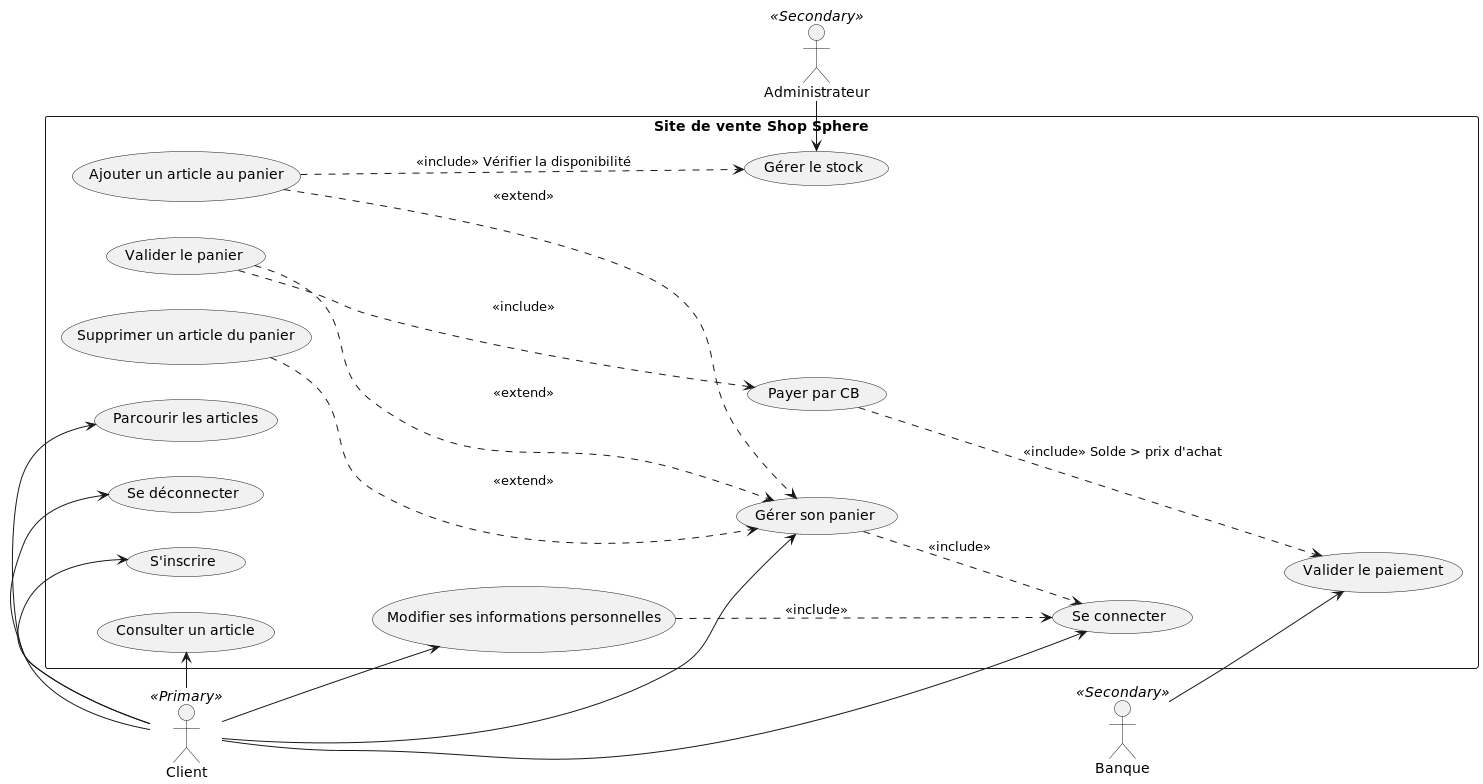 «Secondary»
Administrateur
Site de vente Shop Sphere
Ajouter un article au panier
«include» Vérifier la disponibilité
Gérer le stock
«extend»
Valider le panier
«include»
Supprimer un article du panier
Payer par CB
«extend»
Parcourir les articles
«include» Solde > prix d'achat
«extend»
Se déconnecter
Gérer son panier
«include»
S'inscrire
Valider le paiement
Modifier ses informations personnelles
«include»
Se connecter
Consulter un article
«Primary»
Client
«Secondary»
Banque